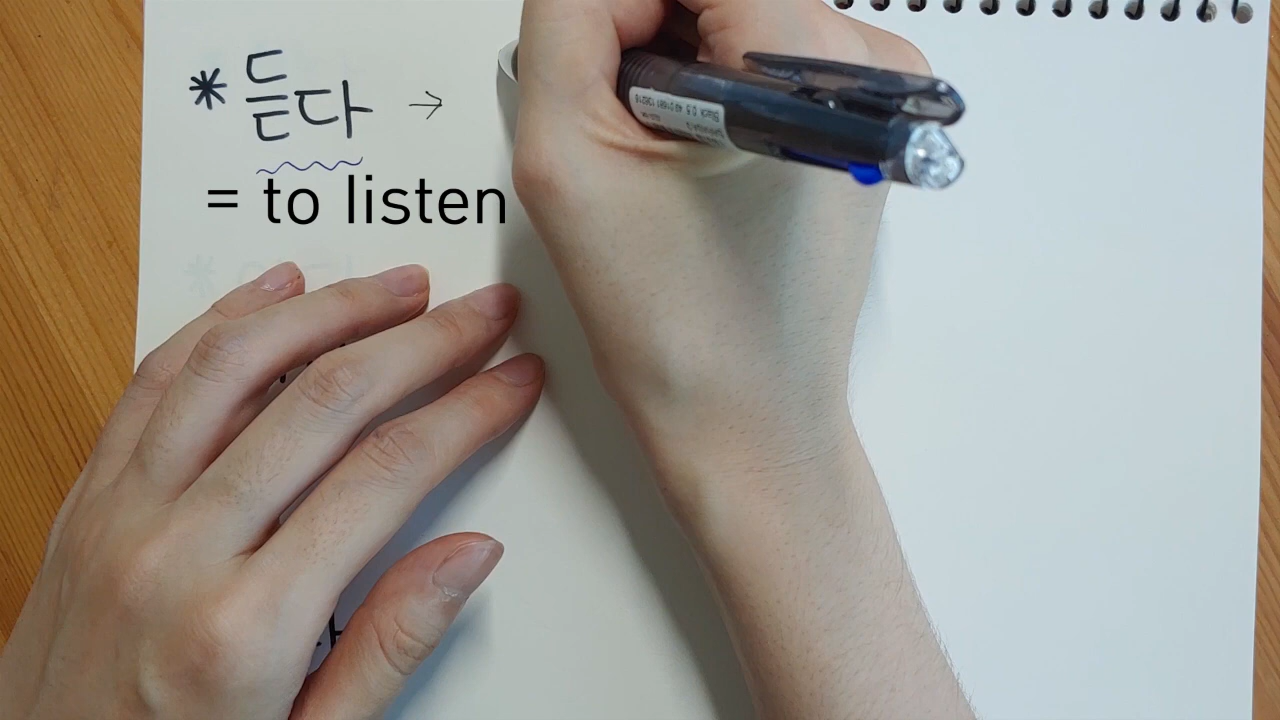 * 듣다 →
= to listen